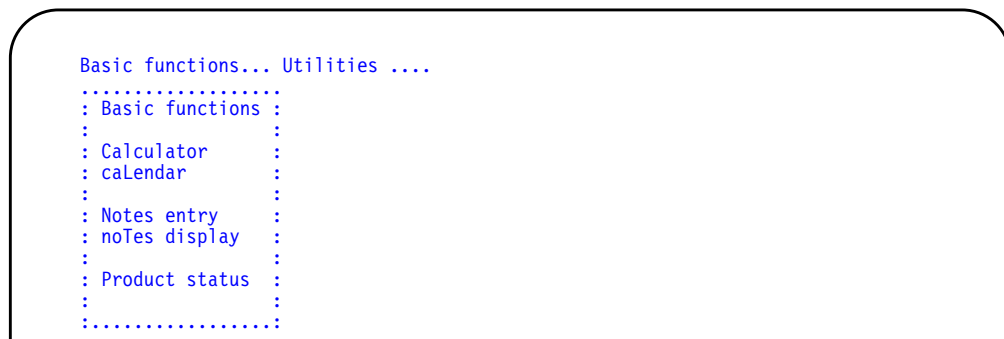 Basic functions... Utilities ....
...................
: Basic functions :
:                 :
: Calculator      :
: caLendar        :
:                 :
: Notes entry     :
: noTes display   :
:                 :
: Product status  :
:                 :
:.................: